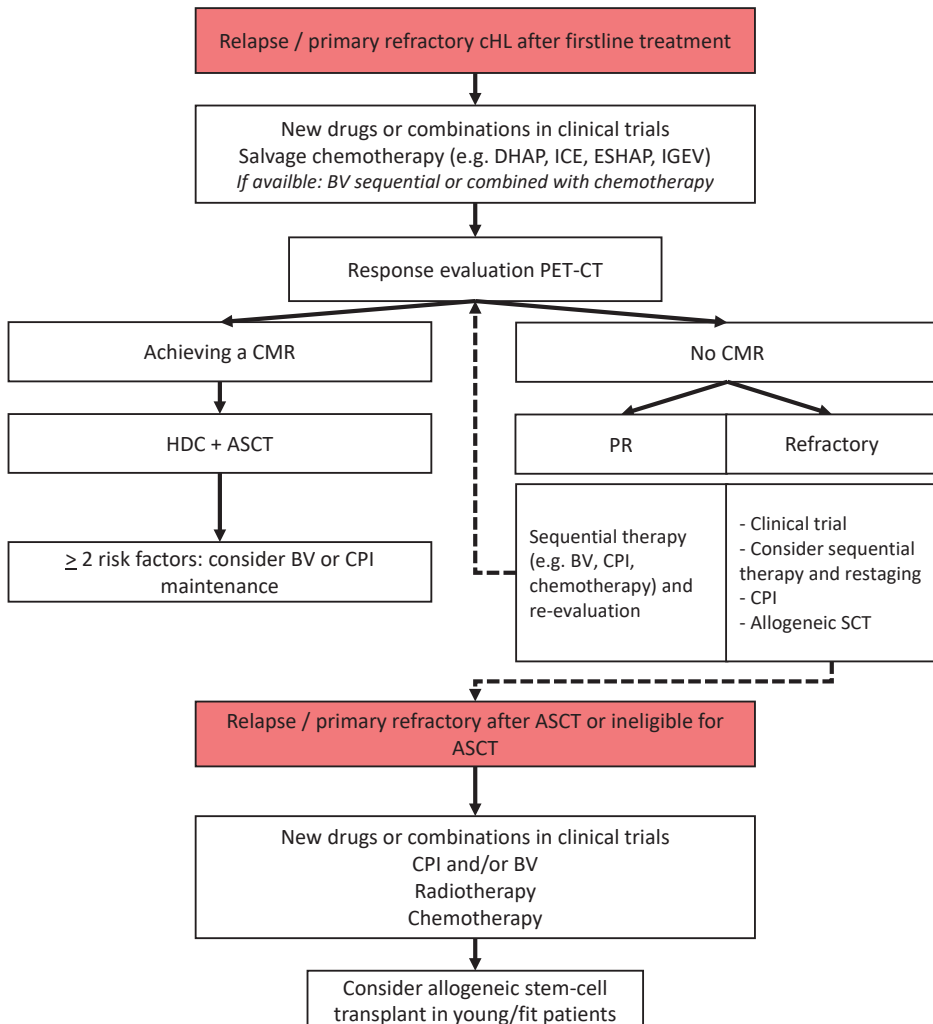 Relapse / primary refractory cHL after firstline treatment
New drugs or combinations in clinical trials
Salvage chemotherapy (e.g. DHAP, ICE, ESHAP, IGEV)
If availble: BV sequential or combined with chemotherapy
Response evaluation PET-CT
Achieving a CMR
No CMR
HDC + ASCT
PR
Refractory
≥ 2 risk factors: consider BV or CPI
maintenance
Sequential therapy
(e.g. BV, CPI,
chemotherapy) and
re-evaluation
- Clinical trial
- Consider sequential
therapy and restaging
- CPI
- Allogeneic SCT
Relapse / primary refractory after ASCT or ineligible for
ASCT
New drugs or combinations in clinical trials
CPI and/or BV
Radiotherapy
Chemotherapy
Consider allogeneic stem-cell
transplant in young/fit patients